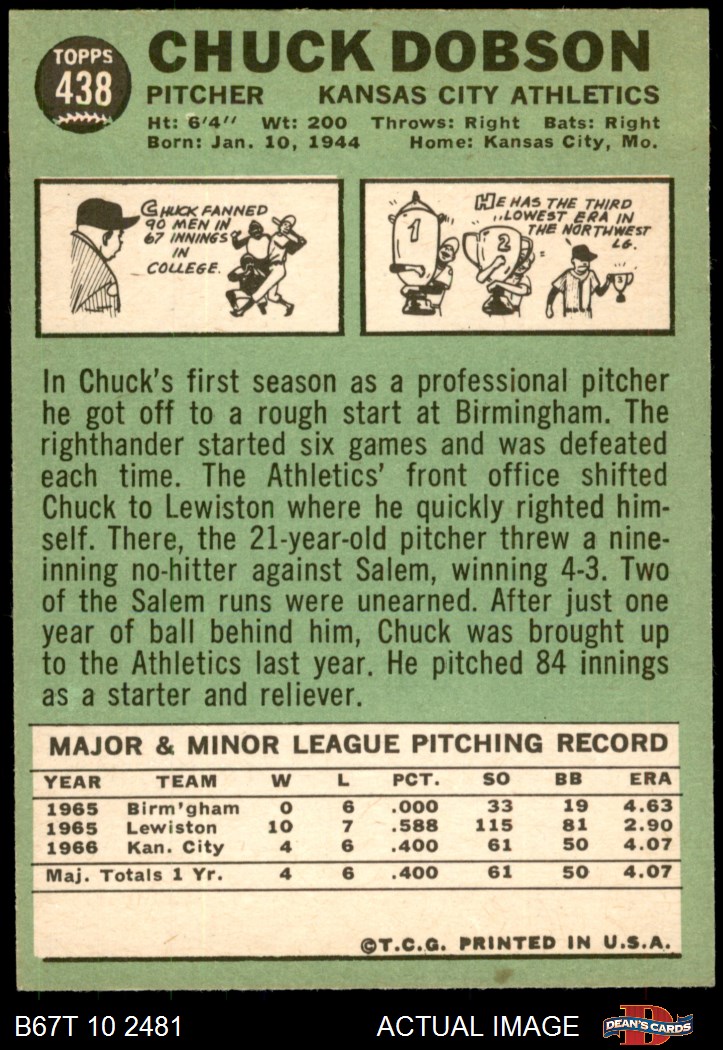 TOPPS
438
CHUCK DOBSON
PITCHER KANSAS CITY ATHLETICS
Ht: 6'4" Wt: 200 Throws: Right Bats: Right
Born: Jan. 10, 1944 Home: Kansas City, Mo.
CHUCK FANNED
90 MEN IN
67 INNINGS
IN
COLLEGE.
HE HAS THE THIRD
LOWEST ERA IN
THE NORTHWEST
LG.
1
2
3
In Chuck's first season as a professional pitcher
he got off to a rough start at Birmingham. The
righthander started six games and was defeated
each time. The Athletics' front office shifted
Chuck to Lewiston where he quickly righted him-
self. There, the 21-year-old pitcher threw a nine-
inning no-hitter against Salem, winning 4-3. Two
of the Salem runs were unearned. After just one
year of ball behind him, Chuck was brought up
to the Athletics last year. He pitched 84 innings
as a starter and reliever.
MAJOR & MINOR LEAGUE PITCHING RECORD
YEAR TEAM W L PCT. SO BB ERA
1965 Birm'gham 0 6 .000 33 19 4.63
1965 Lewiston 10 7 .588 115 81 2.90
1966 Kan. City 4 6 .400 61 50 4.07
Maj. Totals 1 Yr. 4 6 .400 61 50 4.07
©T.C.G. PRINTED IN U.S.A.
B67T 10 2481 ACTUAL IMAGE
D
DEAN'S CARDS